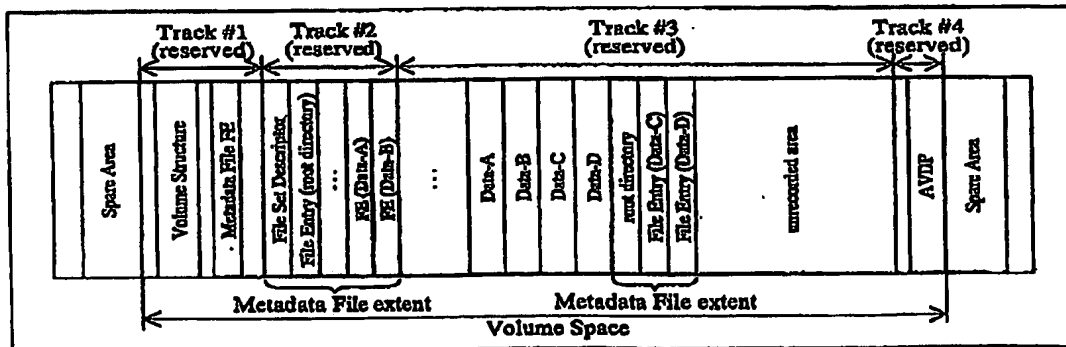 Track #1
(reserved)
Track #2
(reserved)
Track #3
(reserved)
Track #4
(reserved)
Spare Area
Volume Structure
Metadata File FE
File Set Descriptor
File Entry (root directory)
...
FE (Data-A)
FE (Data-B)
...
Data-A
Data-B
Data-C
Data-D
root directory
File Entry (Data-C)
File Entry (Data-D)
unrecorded area
AVDP
Spare Area
Metadata File extent
Metadata File extent
Volume Space